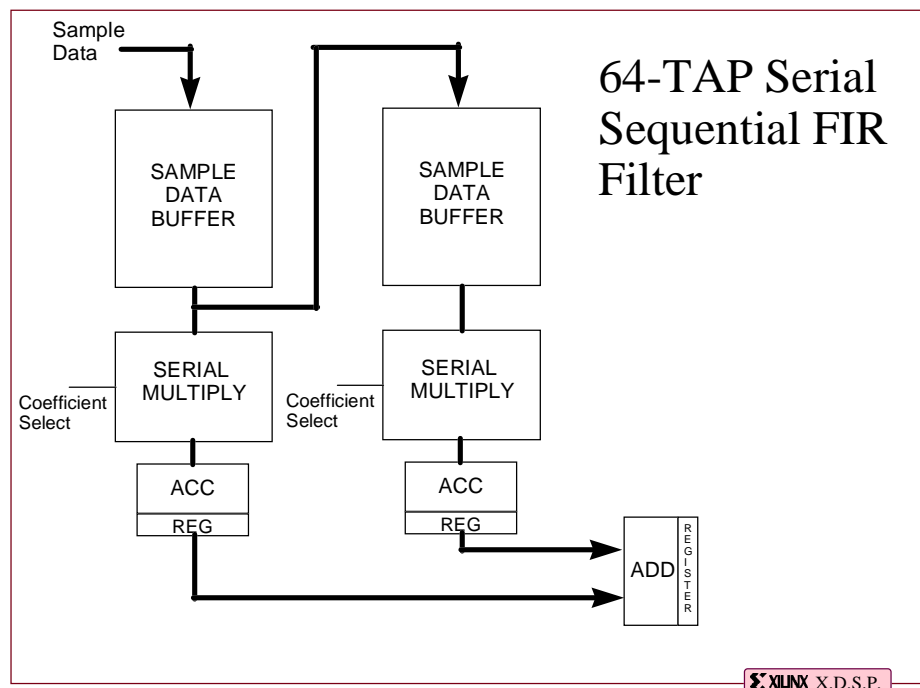 Sample
Data
64-TAP Serial
Sequential FIR
Filter
SAMPLE
DATA
BUFFER
SAMPLE
DATA
BUFFER
SERIAL
MULTIPLY
SERIAL
MULTIPLY
Coefficient
Select
Coefficient
Select
ACC
REG
ACC
REG
ADD
REGISTER
XILINX X.D.S.P.